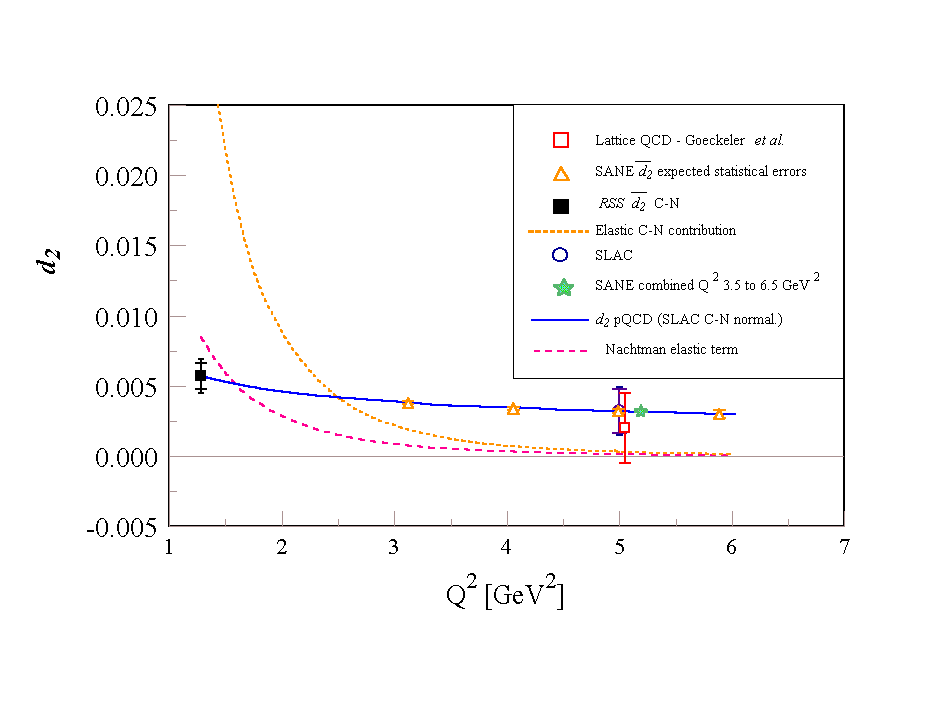 0.025
0.020
0.015
0.010
0.005
0.000
-0.005
d2
1 2 3 4 5 6 7
Q2 [GeV2]
Lattice QCD - Goeckeler et al.
SANE d2 expected statistical errors
RSS d2 C-N
Elastic C-N contribution
SLAC
SANE combined Q2 3.5 to 6.5 GeV2
d2 pQCD (SLAC C-N normal.)
Nachtman elastic term